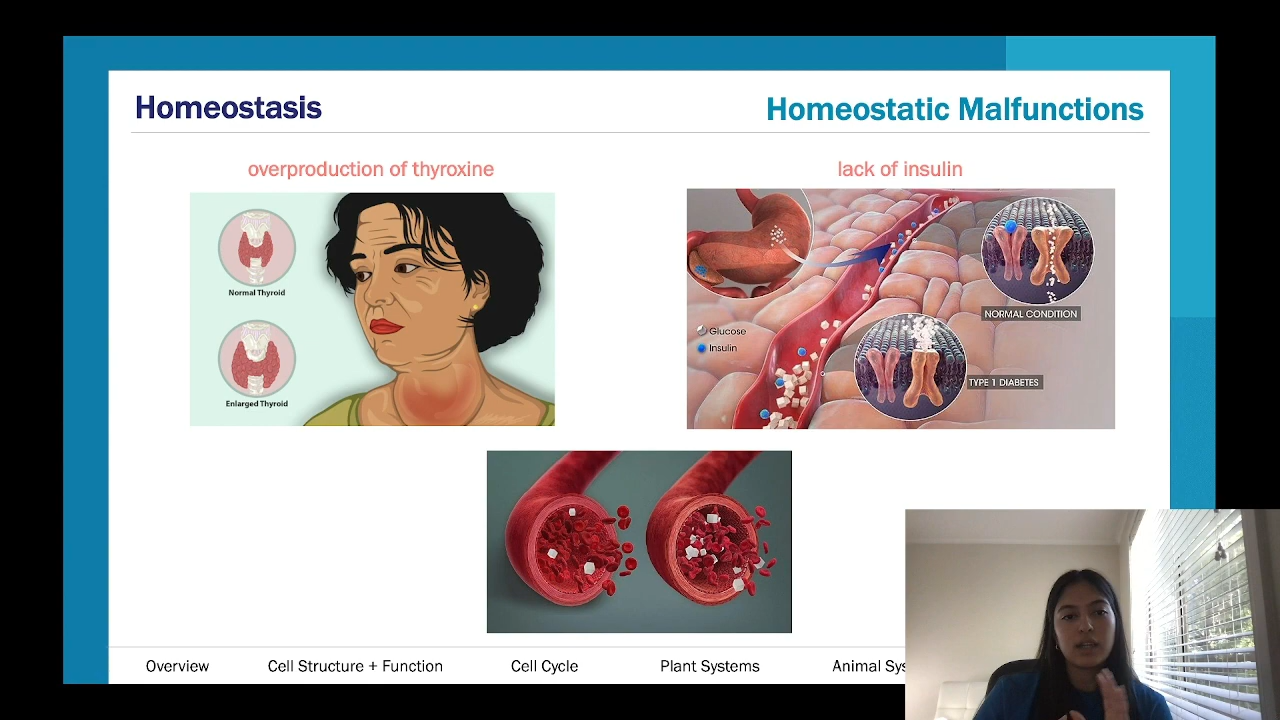 Homeostasis
Homeostatic Malfunctions
overproduction of thyroxine
lack of insulin
Normal Thyroid
Enlarged Thyroid
Glucose
Insulin
NORMAL CONDITION
TYPE 1 DIABETES
Overview
Cell Structure + Function
Cell Cycle
Plant Systems
Animal Sys